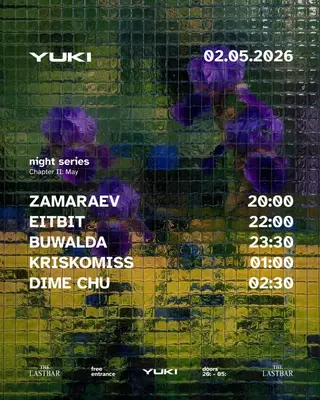 YUKI 02.05.2026
night series
Chapter II: May
ZAMARAEV 20:00
EITBIT 22:00
BUWALDA 23:30
KRISKOMISS 01:00
DIME CHU 02:30
THE LASTBAR
free entrance
YUKI
doors 20: - 05:
THE LASTBAR